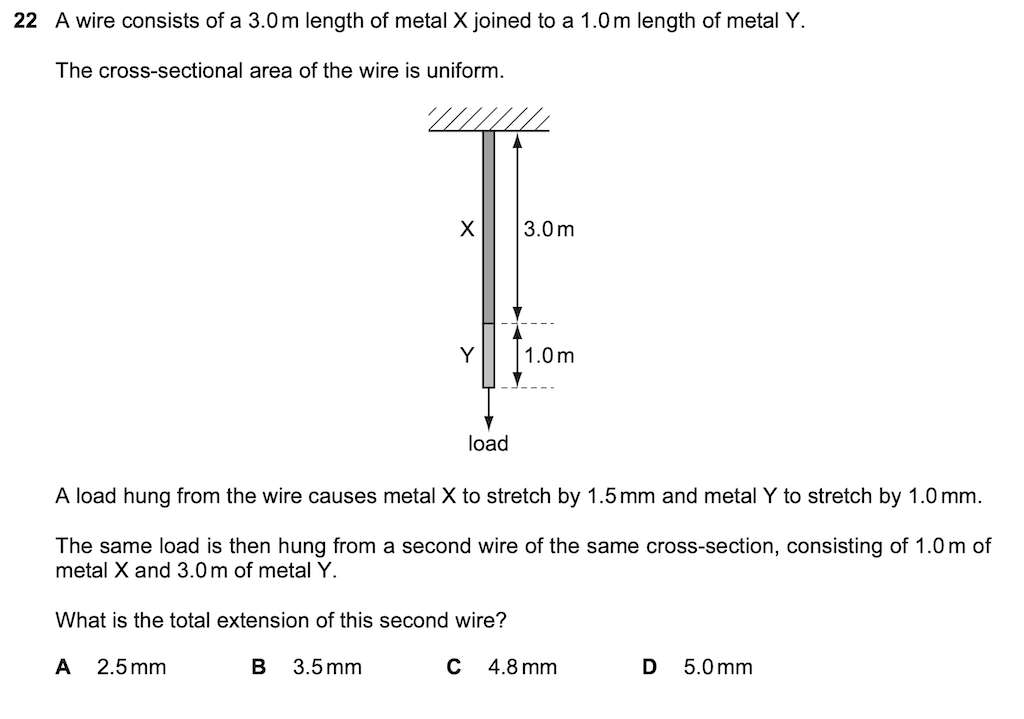 22 A wire consists of a 3.0 m length of metal X joined to a 1.0 m length of metal Y.
The cross-sectional area of the wire is uniform.
X
3.0 m
Y
1.0 m
load
A load hung from the wire causes metal X to stretch by 1.5 mm and metal Y to stretch by 1.0 mm.
The same load is then hung from a second wire of the same cross-section, consisting of 1.0 m of
metal X and 3.0 m of metal Y.
What is the total extension of this second wire?
A 2.5 mm B 3.5 mm C 4.8 mm D 5.0 mm